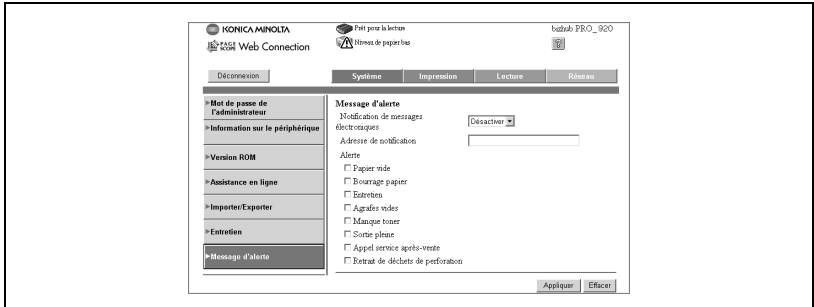 KONICA MINOLTA
PAGE SCOPE Web Connection
Prêt pour la lecture
Niveau de papier bas
bizhub PRO_920
?
Déconnexion
Système
Impression
Lecture
Réseau
Mot de passe de
l'administrateur
Information sur le périphérique
Version ROM
Assistance en ligne
Importer/Exporter
Entretien
Message d'alerte
Message d'alerte
Notification de messages
électroniques
Désactiver
Adresse de notification
Alerte
Papier vide
Bourrage papier
Entretien
Agrafes vides
Manque toner
Sortie pleine
Appel service après-vente
Retrait de déchets de perforation
Appliquer
Effacer